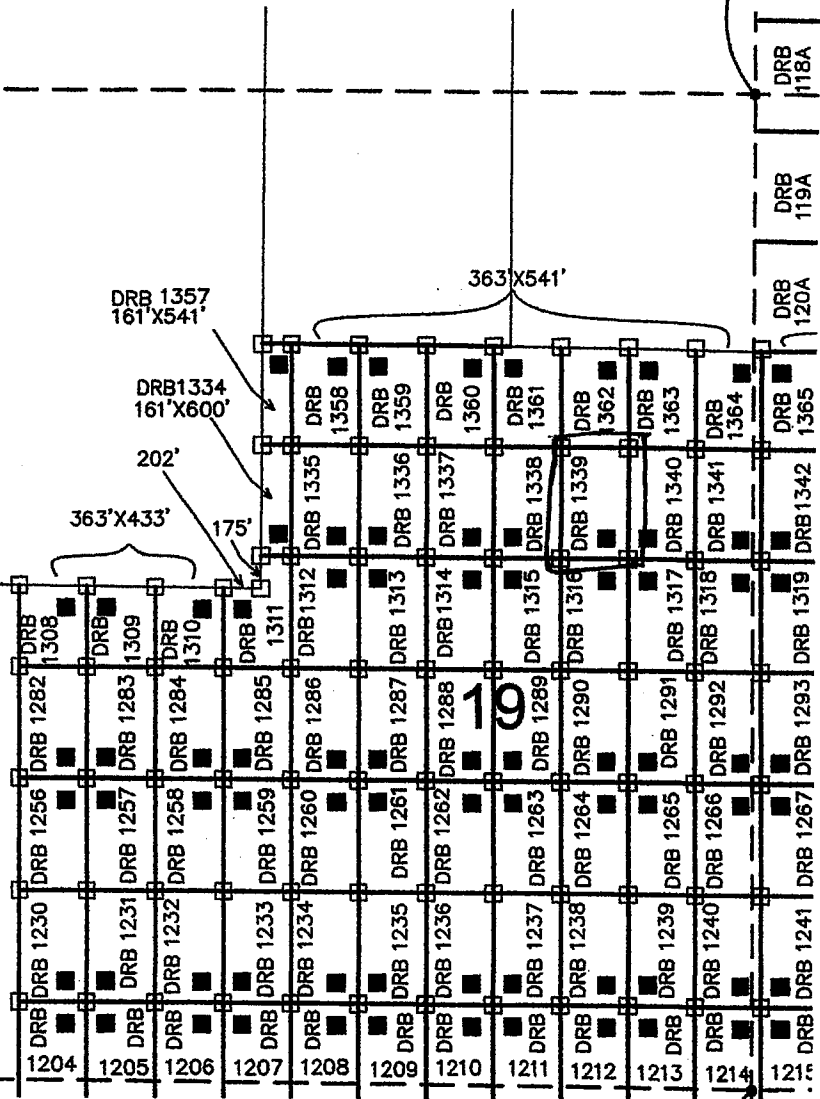 DRB
118A
DRB
119A
DRB
120A
363'X541'
DRB 1357
161'X541'
DRB1334
161'X600'
202'
363'X433'
175'
DRB
1358
DRB
1359
DRB
1360
DRB
1361
DRB
1362
DRB
1363
DRB
1364
DRB
1365
DRB 1335
DRB 1336
DRB 1337
DRB 1338
DRB 1339
DRB 1340
DRB 1341
DRB1342
DRB
1308
DRB
1309
DRB
1310
DRB
1311
DRB1312
DRB 1313
DRB 1314
DRB 1315
DRB 1316
DRB 1317
DRB 1318
DRB 1319
DRB 1282
DRB 1283
DRB 1284
DRB 1285
DRB 1286
DRB 1287
DRB 1288
19
DRB 1289
DRB 1290
DRB 1291
DRB 1292
DRB 1293
DRB 1256
DRB 1257
DRB 1258
DRB 1259
DRB 1260
DRB 1261
DRB 1262
DRB 1263
DRB 1264
DRB 1265
DRB 1266
DRB 1267
DRB 1230
DRB 1231
DRB 1232
DRB 1233
DRB 1234
DRB 1235
DRB 1236
DRB 1237
DRB 1238
DRB 1239
DRB 1240
DRB 1241
DRB
1204
DRB
1205
DRB
1206
DRB
1207
DRB
1208
DRB
1209
DRB
1210
DRB
1211
DRB
1212
DRB
1213
DRB
1214
DRB
1215